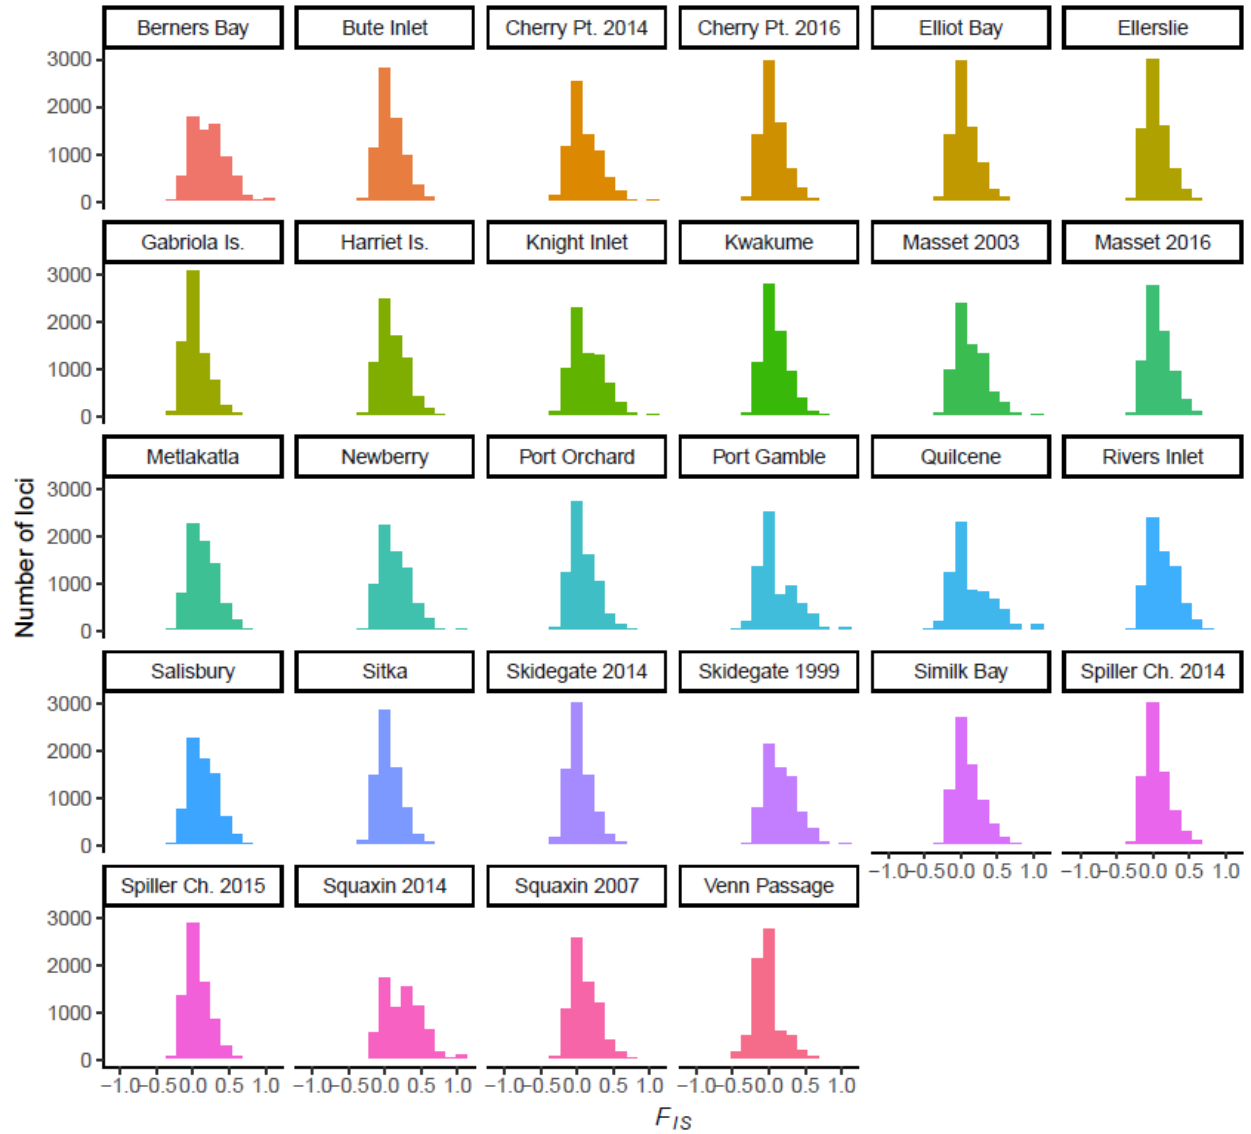 Berners Bay Bute Inlet Cherry Pt. 2014 Cherry Pt. 2016 Elliot Bay Ellerslie
3000
2000
1000
0
Gabriola Is. Harriet Is. Knight Inlet Kwakume Masset 2003 Masset 2016
3000
2000
1000
0
Metlakatla Newberry Port Orchard Port Gamble Quilcene Rivers Inlet
3000
2000
1000
0
Number of loci
Salisbury Sitka Skidegate 2014 Skidegate 1999 Similk Bay Spiller Ch. 2014
3000
2000
1000
0
−1.0−0.50.0 0.5 1.0 −1.0−0.50.0 0.5 1.0
Spiller Ch. 2015 Squaxin 2014 Squaxin 2007 Venn Passage
3000
2000
1000
0
−1.0−0.50.0 0.5 1.0 −1.0−0.50.0 0.5 1.0 −1.0−0.50.0 0.5 1.0 −1.0−0.50.0 0.5 1.0
FIS